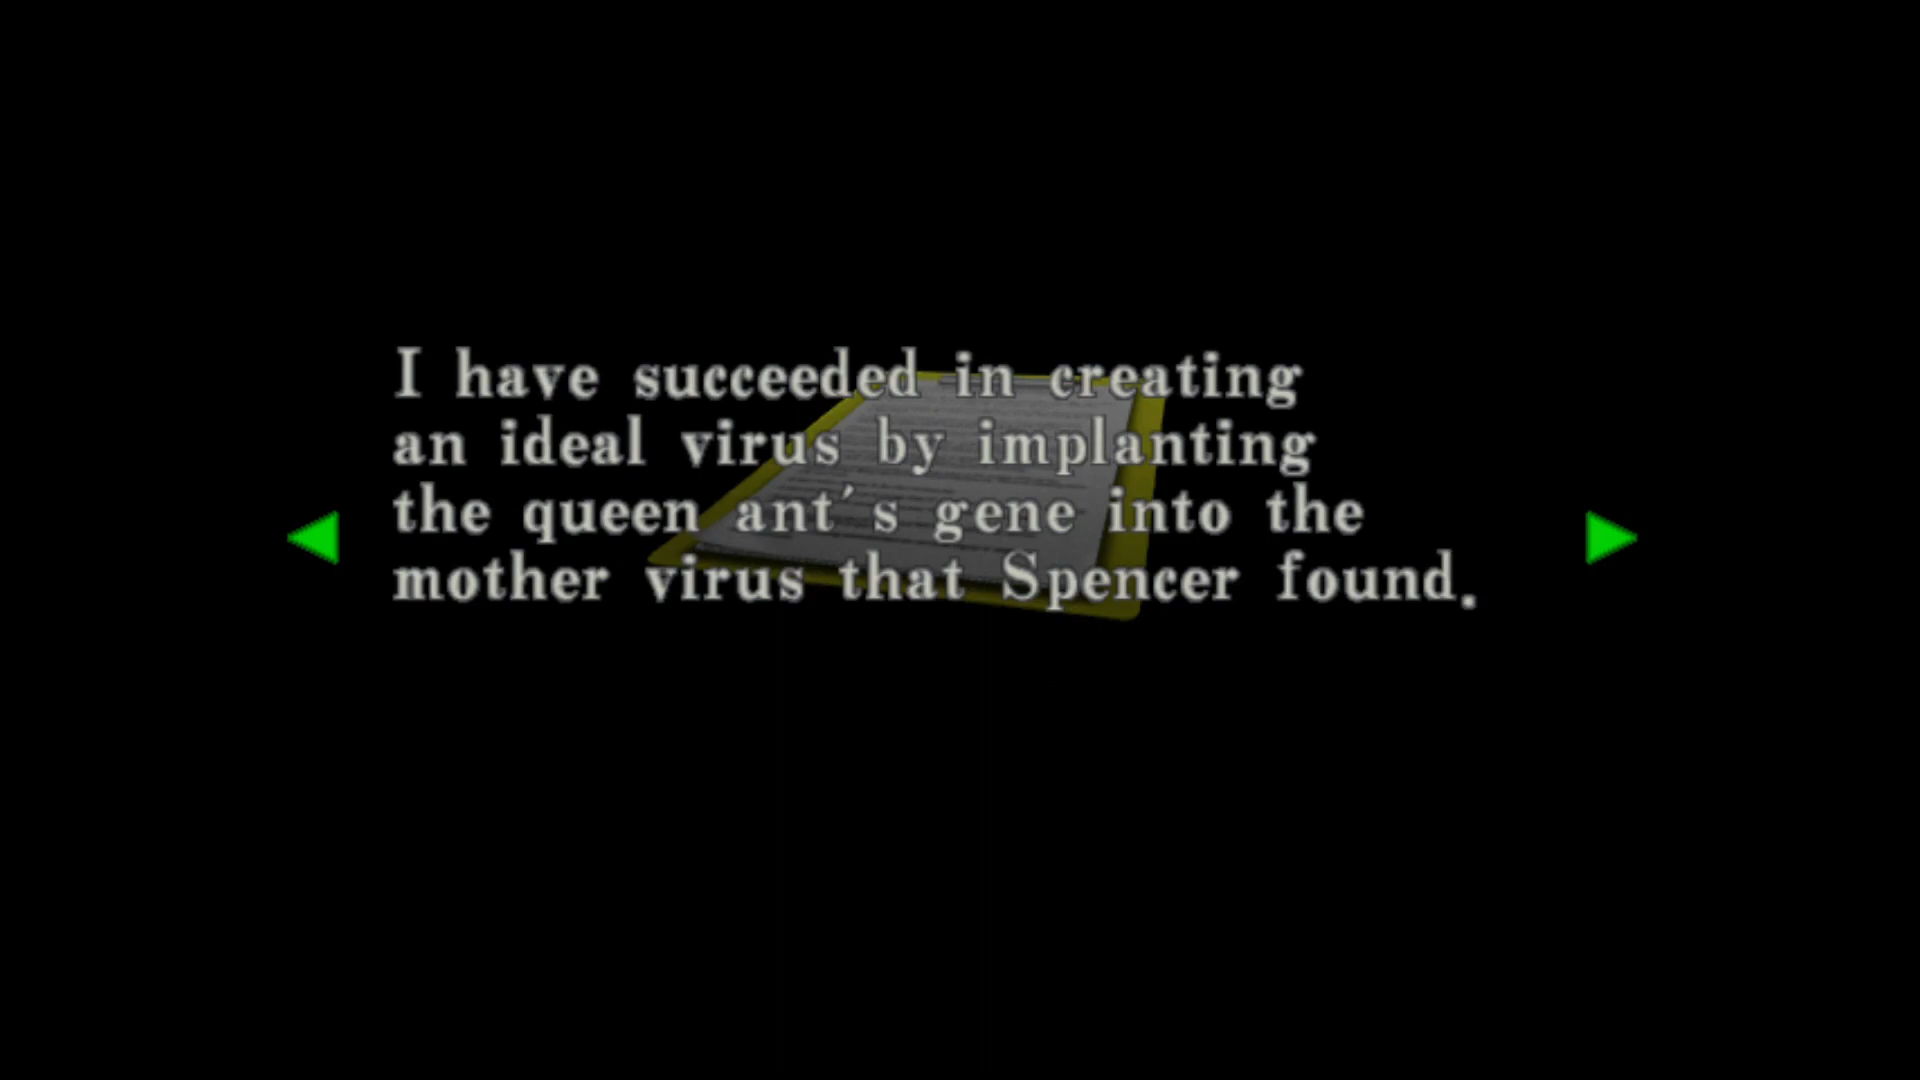 I have succeeded in creating
an ideal virus by implanting
the queen ant's gene into the
mother virus that Spencer found.